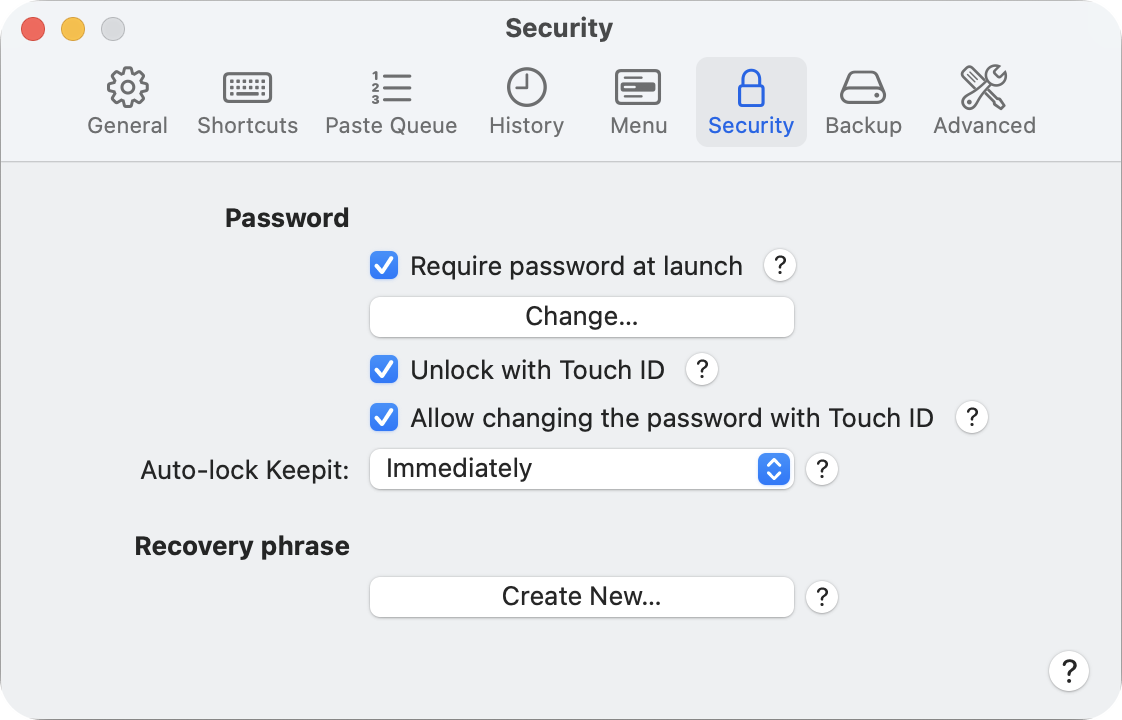 Security
General Shortcuts Paste Queue History Menu Security Backup Advanced
Password
Require password at launch ?
Change...
Unlock with Touch ID ?
Allow changing the password with Touch ID ?
Auto-lock Keepit: Immediately ?
Recovery phrase
Create New... ?
?